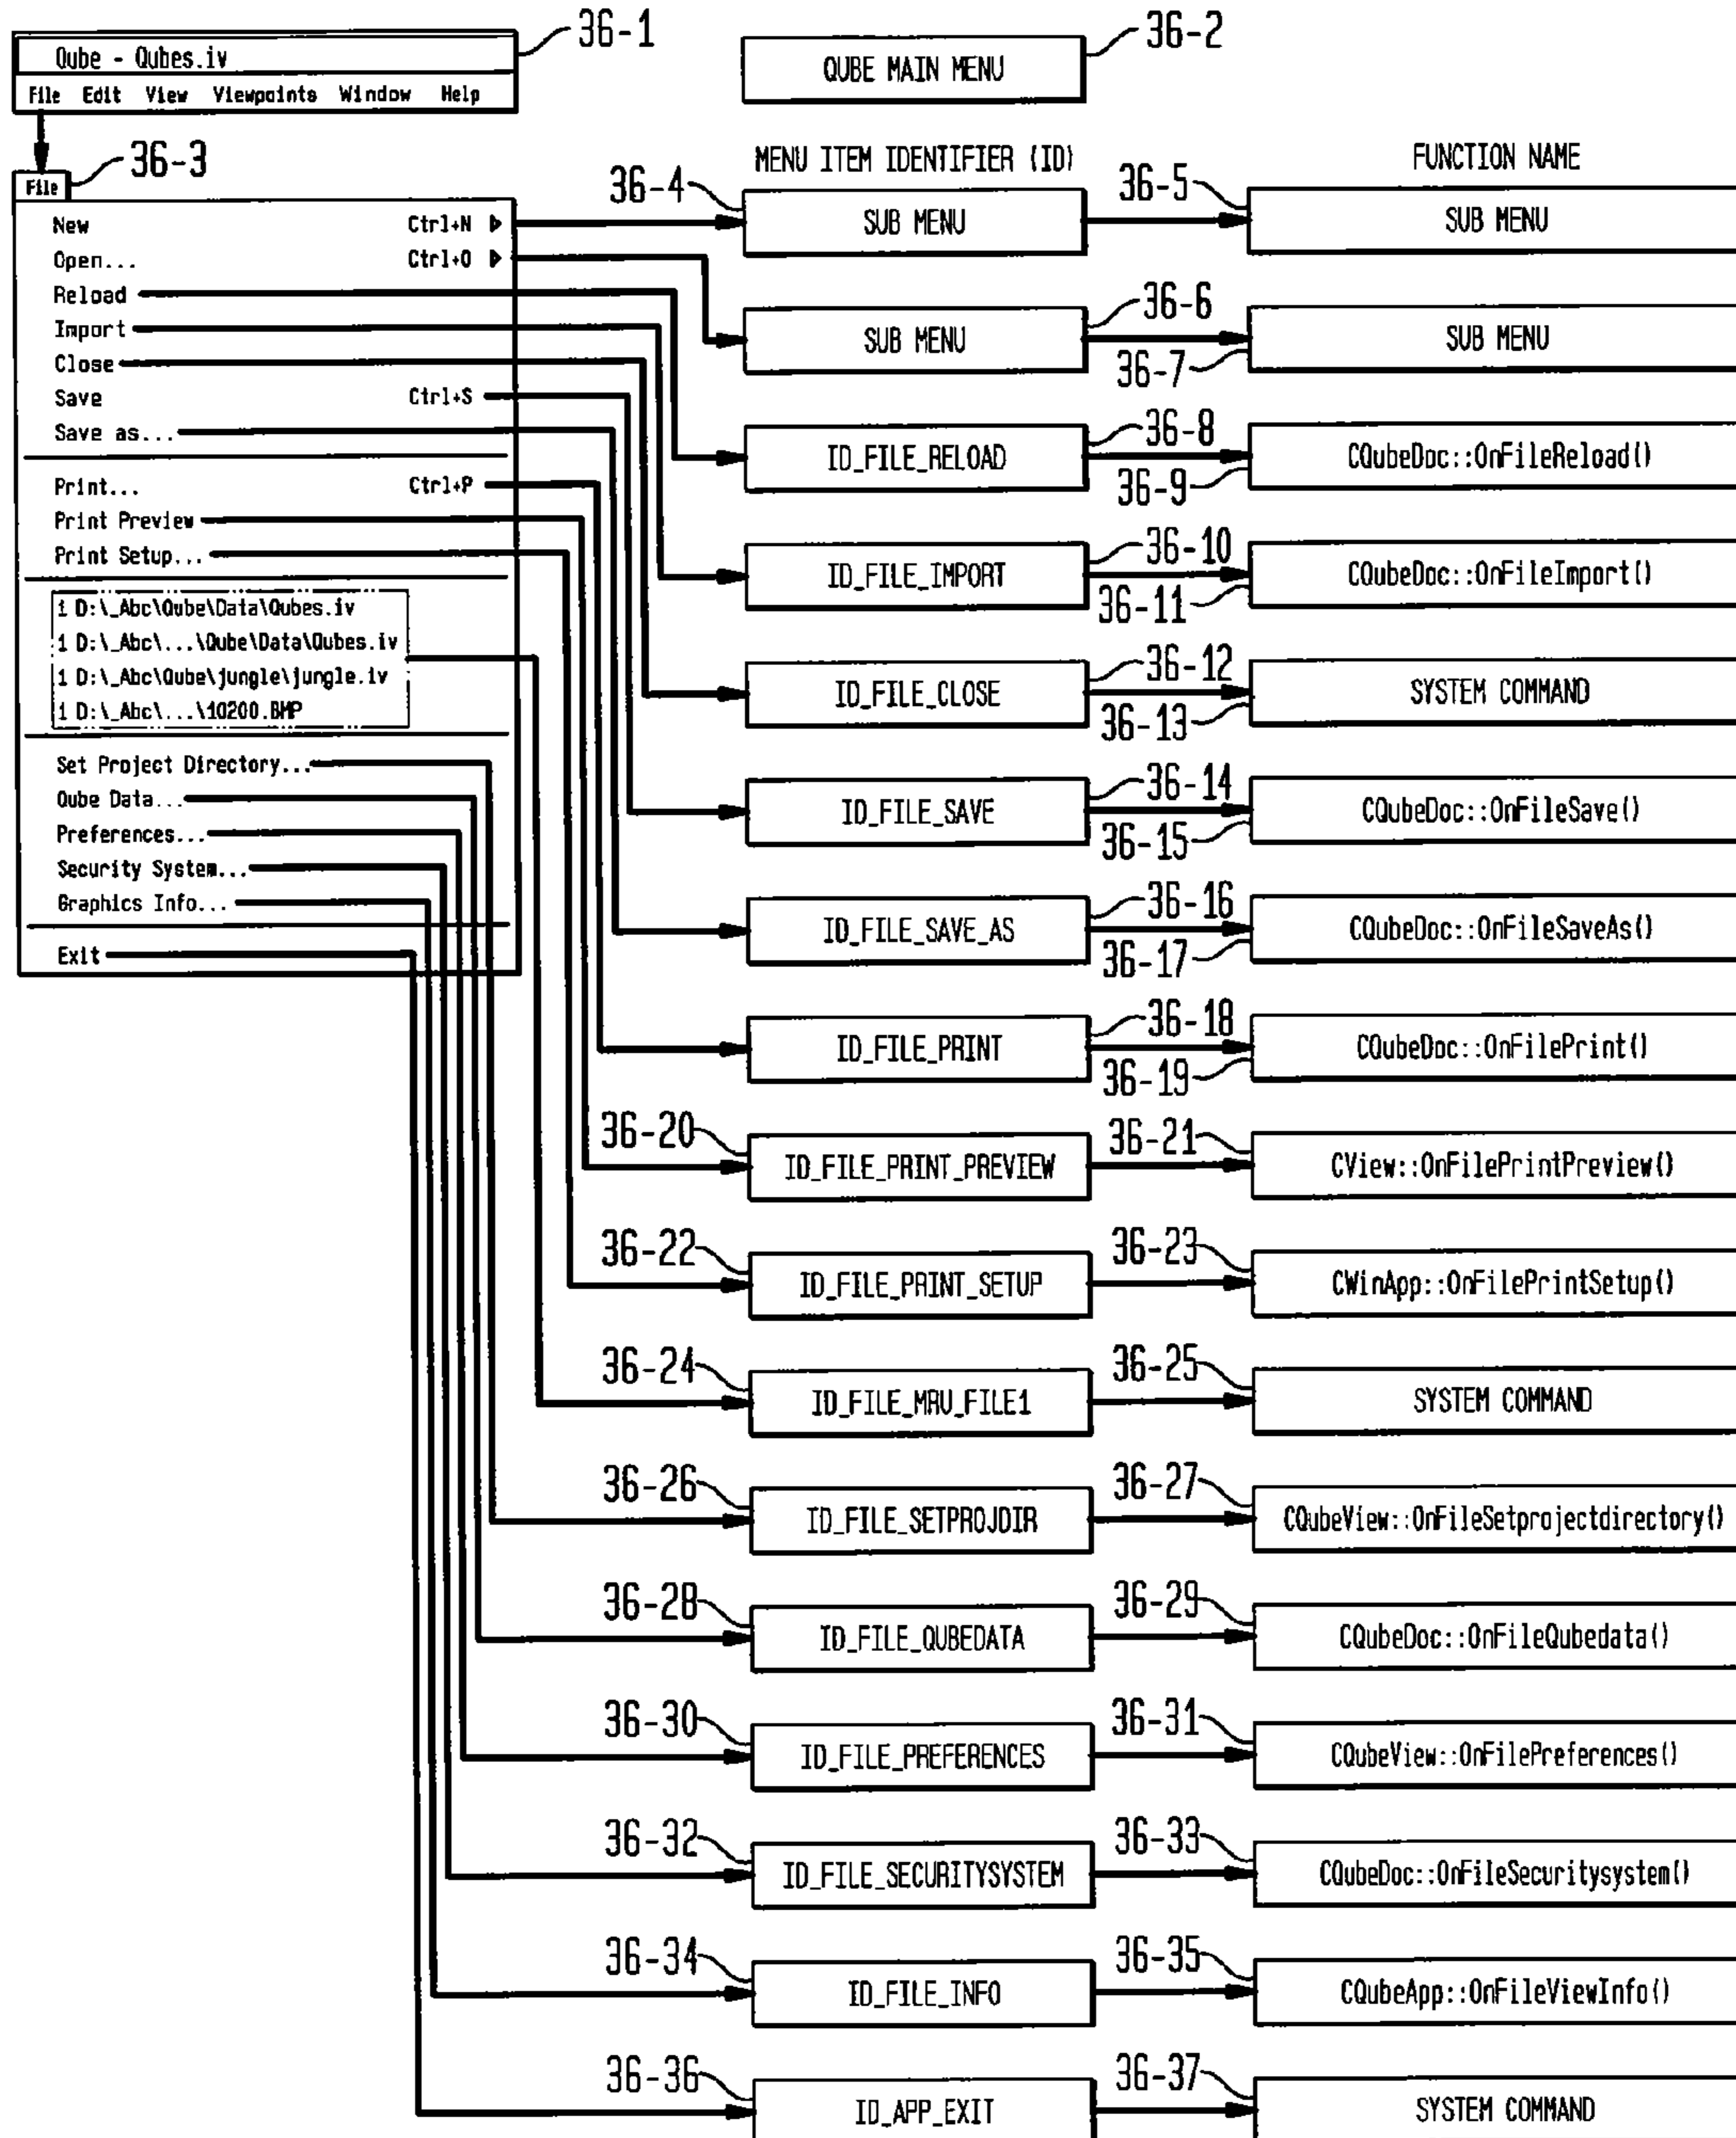 36-1
Qube - Qubes.iv
File Edit View Viewpoints Window Help
36-2
QUBE MAIN MENU
36-3
File
New Ctrl+N
Open... Ctrl+O
Reload
Import
Close
Save Ctrl+S
Save as...
Print... Ctrl+P
Print Preview
Print Setup...
1 D:\_Abc\Qube\Data\Qubes.iv
1 D:\_Abc\...\Qube\Data\Qubes.iv
1 D:\_Abc\Qube\jungle\jungle.iv
1 D:\_Abc\...\10200.BMP
Set Project Directory...
Qube Data...
Preferences...
Security System...
Graphics Info...
Exit
MENU ITEM IDENTIFIER (ID)
FUNCTION NAME
36-4
SUB MENU
36-5
SUB MENU
36-6
SUB MENU
36-7
SUB MENU
36-8
ID_FILE_RELOAD
36-9
CQubeDoc::OnFileReload()
36-10
ID_FILE_IMPORT
36-11
CQubeDoc::OnFileImport()
36-12
ID_FILE_CLOSE
36-13
SYSTEM COMMAND
36-14
ID_FILE_SAVE
36-15
CQubeDoc::OnFileSave()
36-16
ID_FILE_SAVE_AS
36-17
CQubeDoc::OnFileSaveAs()
36-18
ID_FILE_PRINT
36-19
CQubeDoc::OnFilePrint()
36-20
ID_FILE_PRINT_PREVIEW
36-21
CView::OnFilePrintPreview()
36-22
ID_FILE_PRINT_SETUP
36-23
CWinApp::OnFilePrintSetup()
36-24
ID_FILE_MRU_FILE1
36-25
SYSTEM COMMAND
36-26
ID_FILE_SETPROJDIR
36-27
CQubeView::OnFileSetprojectdirectory()
36-28
ID_FILE_QUBEDATA
36-29
CQubeDoc::OnFileQubedata()
36-30
ID_FILE_PREFERENCES
36-31
CQubeView::OnFilePreferences()
36-32
ID_FILE_SECURITYSYSTEM
36-33
CQubeDoc::OnFileSecuritysystem()
36-34
ID_FILE_INFO
36-35
CQubeApp::OnFileViewInfo()
36-36
ID_APP_EXIT
36-37
SYSTEM COMMAND